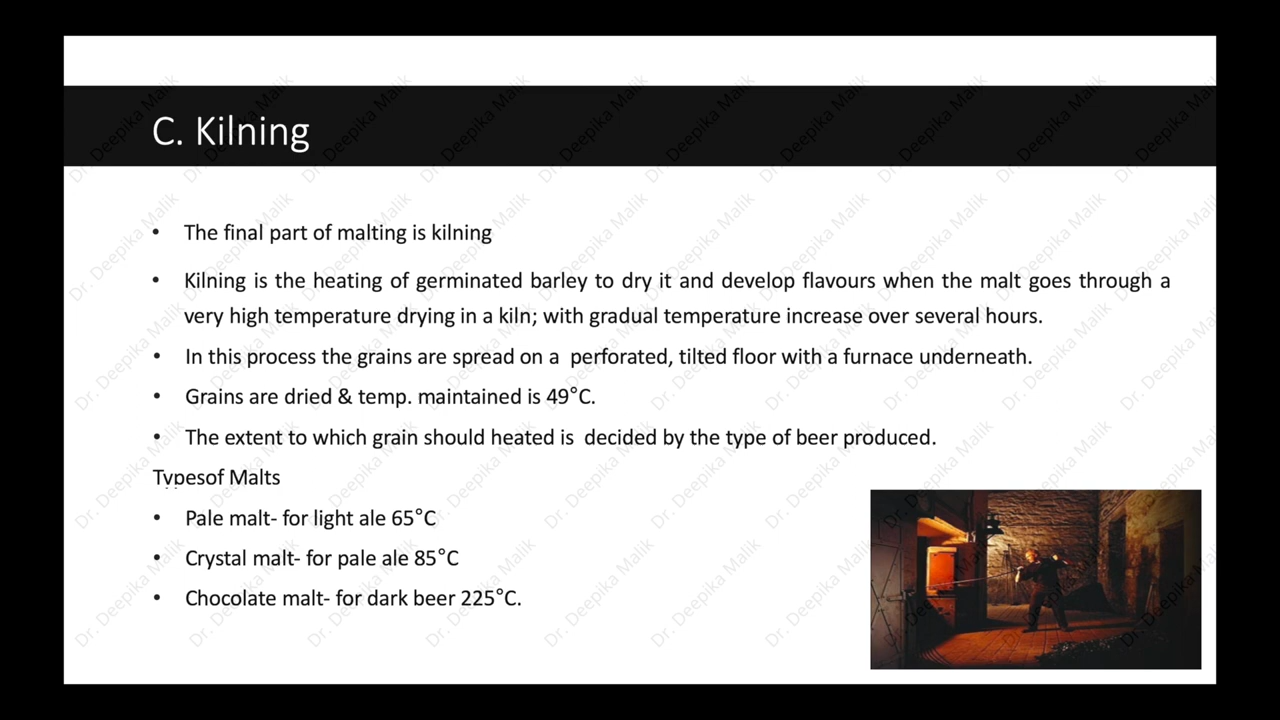 C. Kilning
• The final part of malting is kilning
• Kilning is the heating of germinated barley to dry it and develop flavours when the malt goes through a
very high temperature drying in a kiln; with gradual temperature increase over several hours.
• In this process the grains are spread on a perforated, tilted floor with a furnace underneath.
• Grains are dried & temp. maintained is 49°C.
• The extent to which grain should heated is decided by the type of beer produced.
Typesof Malts
• Pale malt- for light ale 65°C
• Crystal malt- for pale ale 85°C
• Chocolate malt- for dark beer 225°C.
Dr. Deepika Malik